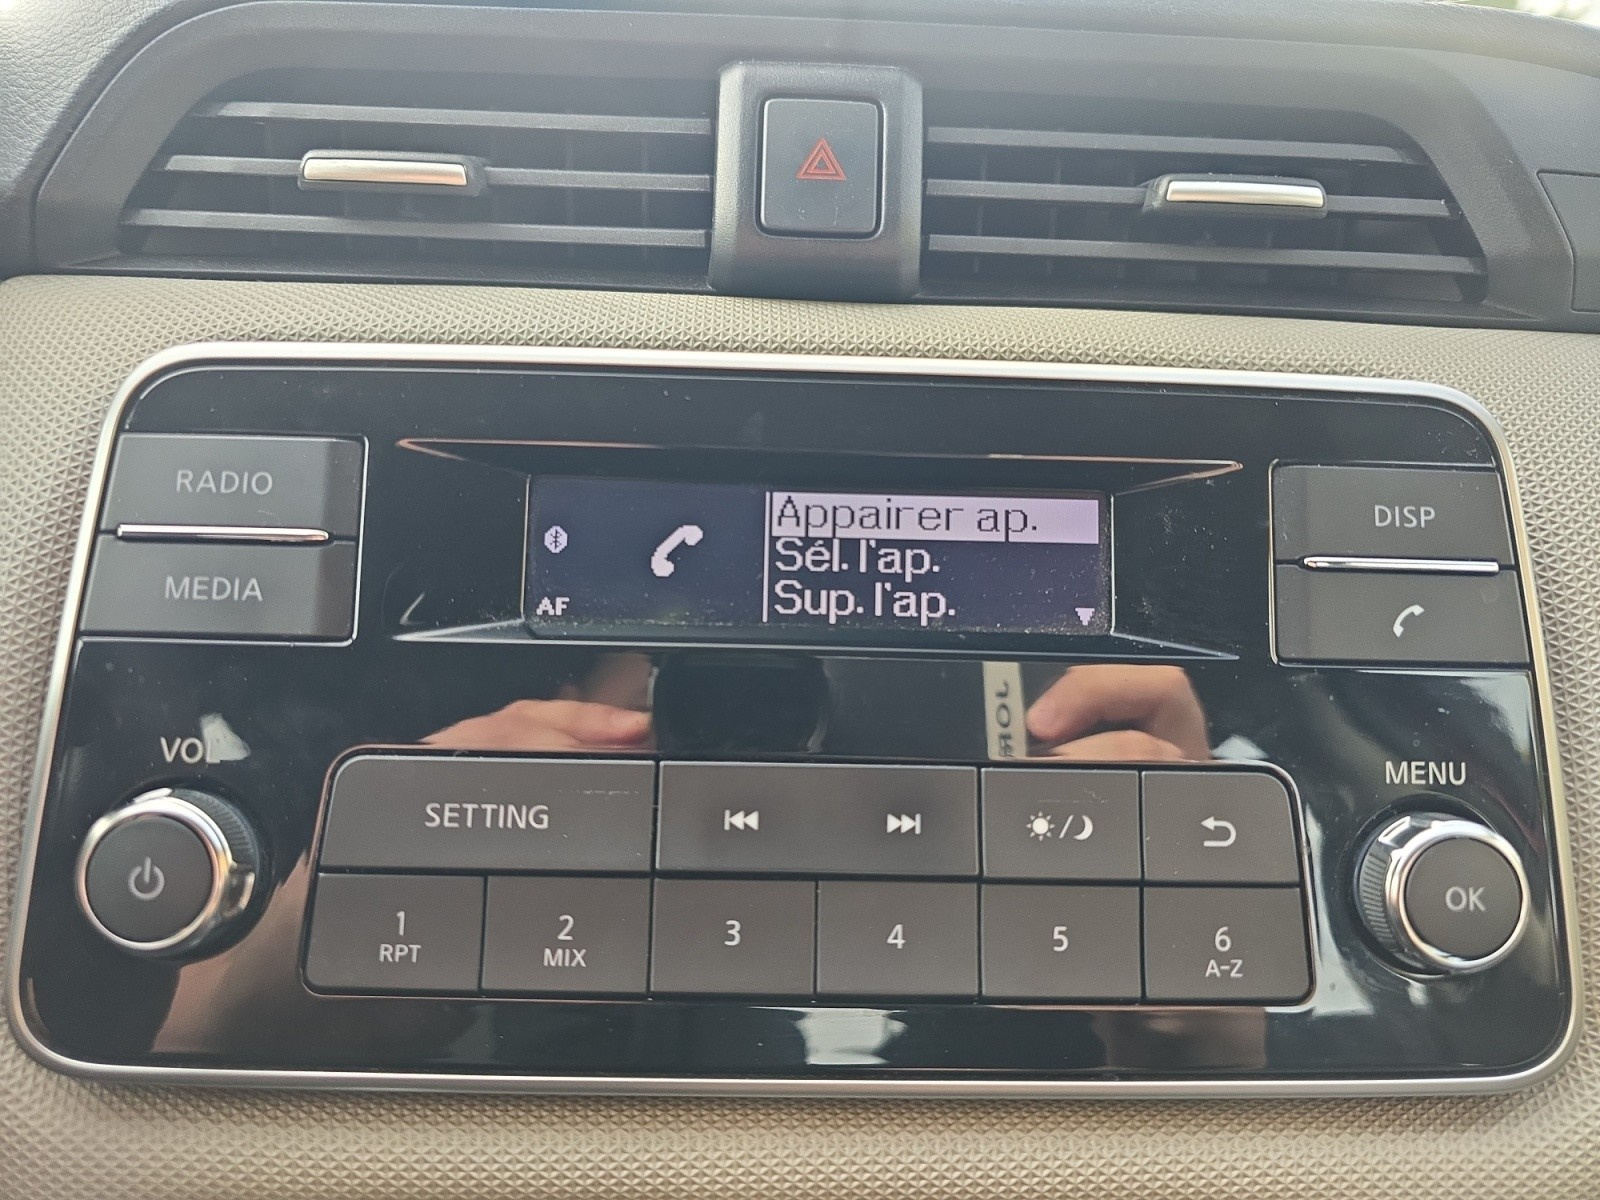 RADIO
MEDIA
AF
Appairer ap.
Sél. l'ap.
Sup. l'ap.
DISP
VOL
MENU
SETTING
OK
1
RPT
2
MIX
3
4
5
6
A-Z